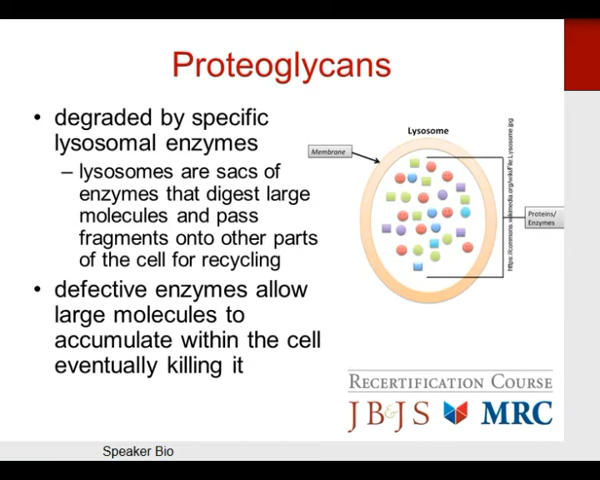 Proteoglycans
• degraded by specific
lysosomal enzymes
– lysosomes are sacs of
enzymes that digest large
molecules and pass
fragments onto other parts
of the cell for recycling
• defective enzymes allow
large molecules to
accumulate within the cell
eventually killing it
Lysosome
Membrane
Proteins/
Enzymes
https://commons.wikimedia.org/wiki/File:Lysosome.jpg
RECERTIFICATION COURSE
JB&JS MRC
Speaker Bio